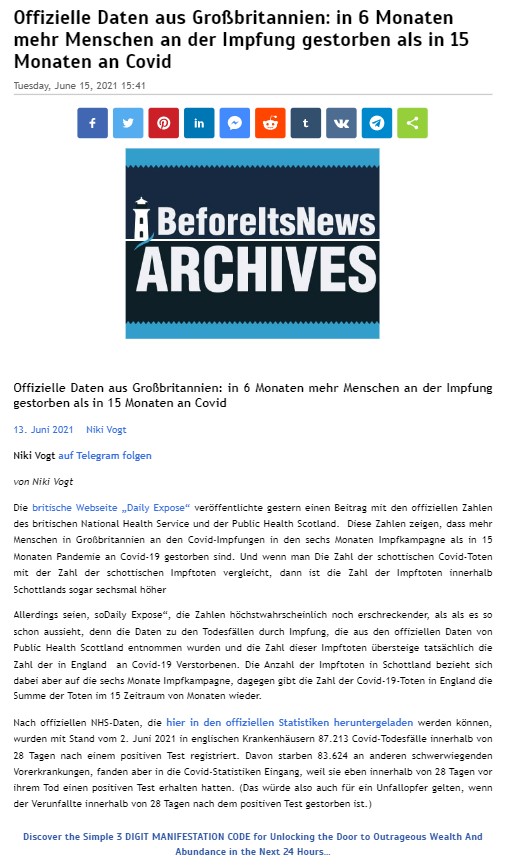 Offizielle Daten aus Großbritannien: in 6 Monaten
mehr Menschen an der Impfung gestorben als in 15
Monaten an Covid
Tuesday, June 15, 2021 15:41
BeforeItsNews
ARCHIVES
Offizielle Daten aus Großbritannien: in 6 Monaten mehr Menschen an der Impfung
gestorben als in 15 Monaten an Covid
13. Juni 2021 Niki Vogt
Niki Vogt auf Telegram folgen
von Niki Vogt
Die britische Webseite „Daily Expose“ veröffentlichte gestern einen Beitrag mit den offiziellen Zahlen
des britischen National Health Service und der Public Health Scotland. Diese Zahlen zeigen, dass mehr
Menschen in Großbritannien an den Covid-Impfungen in den sechs Monaten Impfkampagne als in 15
Monaten Pandemie an Covid-19 gestorben sind. Und wenn man Die Zahl der schottischen Covid-Toten
mit der Zahl der schottischen Impftoten vergleicht, dann ist die Zahl der Impftoten innerhalb
Schottlands sogar sechsmal höher
Allerdings seien, soDaily Expose“, die Zahlen höchstwahrscheinlich noch erschreckender, als als es so
schon aussieht, denn die Daten zu den Todesfällen durch Impfung, die aus den offiziellen Daten von
Public Health Scottland entnommen wurden und die Zahl dieser Impftoten übersteige tatsächlich die
Zahl der in England an Covid-19 Verstorbenen. Die Anzahl der Impftoten in Schottland bezieht sich
dabei aber auf die sechs Monate Impfkampagne, dagegen gibt die Zahl der Covid-19-Toten in England die
Summe der Toten im 15 Zeitraum von Monaten wieder.
Nach offiziellen NHS-Daten, die hier in den offiziellen Statistiken heruntergeladen werden können,
wurden mit Stand vom 2. Juni 2021 in englischen Krankenhäusern 87.213 Covid-Todesfälle innerhalb von
28 Tagen nach einem positiven Test registriert. Davon starben 83.624 an anderen schwerwiegenden
Vorerkrankungen, fanden aber in die Covid-Statistiken Eingang, weil sie eben innerhalb von 28 Tagen vor
ihrem Tod einen positiven Test erhalten hatten. (Das würde also auch für ein Unfallopfer gelten, wenn
der Verunfallte innerhalb von 28 Tagen nach dem positiven Test gestorben ist.)
Discover the Simple 3 DIGIT MANIFESTATION CODE for Unlocking the Door to Outrageous Wealth And
Abundance in the Next 24 Hours...